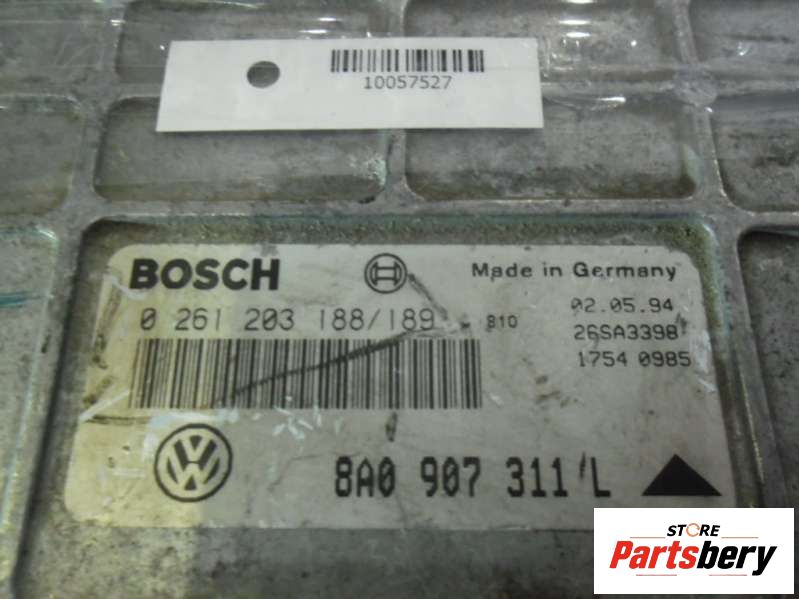 10057527
BOSCH
Made in Germany
0 261 203 188/189 810
02.05.94
26SA3398
1754 0985
VW
8A0 907 311 L
STORE
Partsbery